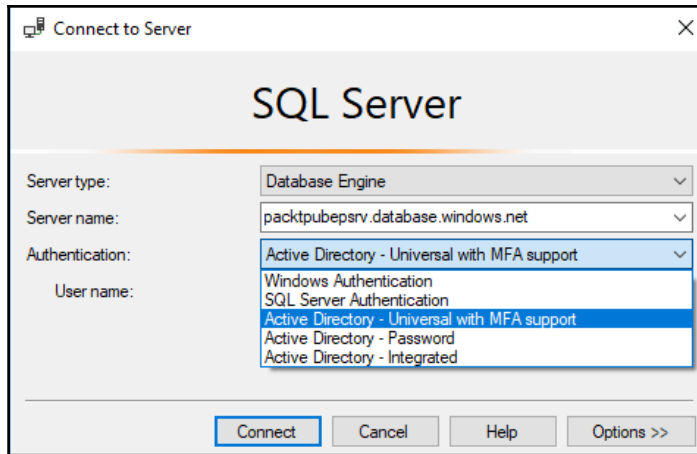 Connect to Server
SQL Server
Server type: Database Engine
Server name: packtpubepsrv.database.windows.net
Authentication: Active Directory - Universal with MFA support
Windows Authentication
User name: SQL Server Authentication
Active Directory - Universal with MFA support
Active Directory - Password
Active Directory - Integrated
Connect Cancel Help Options >>